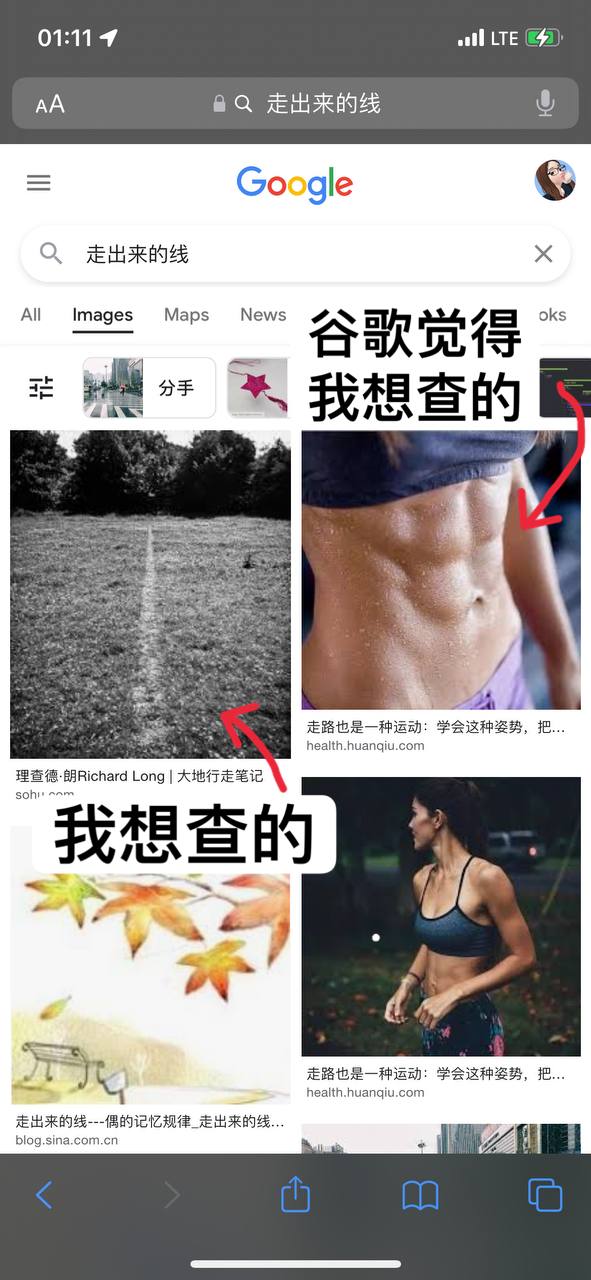 01:11
LTE
AA
走出来的线
Google
走出来的线
All
Images
Maps
News
oks
谷歌觉得
我想查的
分手
走路也是一种运动：学会这种姿势，把...
health.huanqiu.com
理查德·朗Richard Long | 大地行走笔记
sohu.com
我想查的
走路也是一种运动：学会这种姿势，把...
health.huanqiu.com
走出来的线---偶的记忆规律_走出来的线...
blog.sina.com.cn